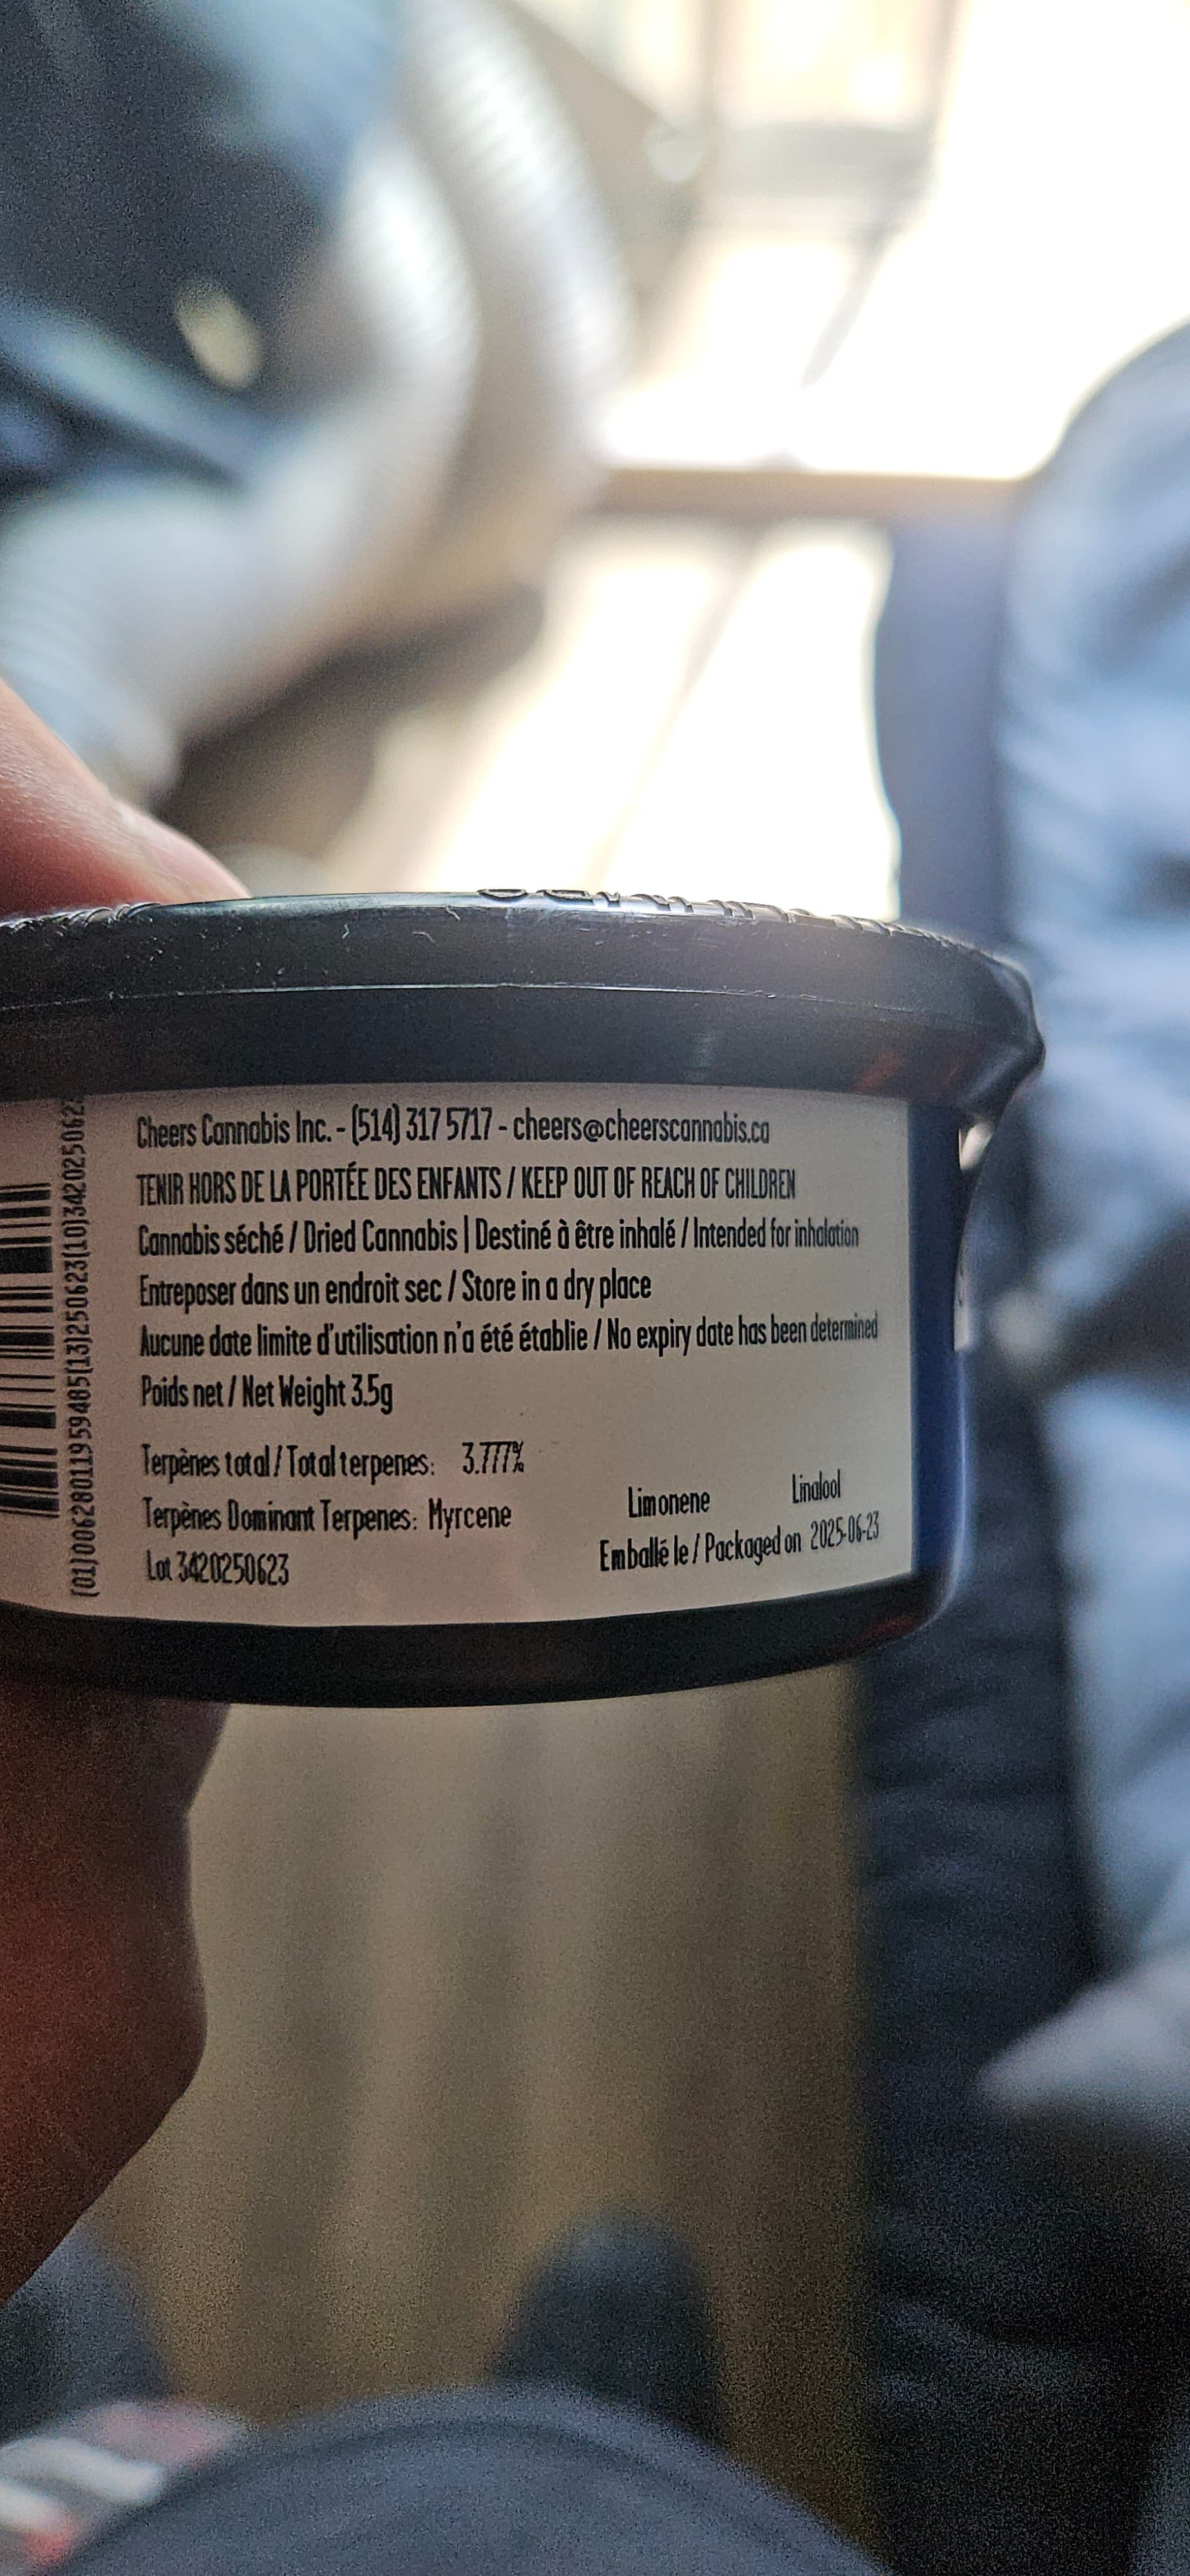 Cheers Cannabis Inc. - (514) 317 5717 - cheers@cheerscannabis.ca
TENIR HORS DE LA PORTÉE DES ENFANTS / KEEP OUT OF REACH OF CHILDREN
Cannabis séché / Dried Cannabis | Destiné à être inhalé / Intended for inhalation
Entreposer dans un endroit sec / Store in a dry place
Aucune date limite d'utilisation n'a été établie / No expiry date has been determined
Poids net / Net Weight 3.5g
Terpènes total / Total terpenes: 3.777%
Terpènes Dominant Terpenes: Myrcene Limonene Linalool
Lot 3420250623 Emballé le / Packaged on 2025-06-23
(01)00628011959485(13)250623(10)3420250623